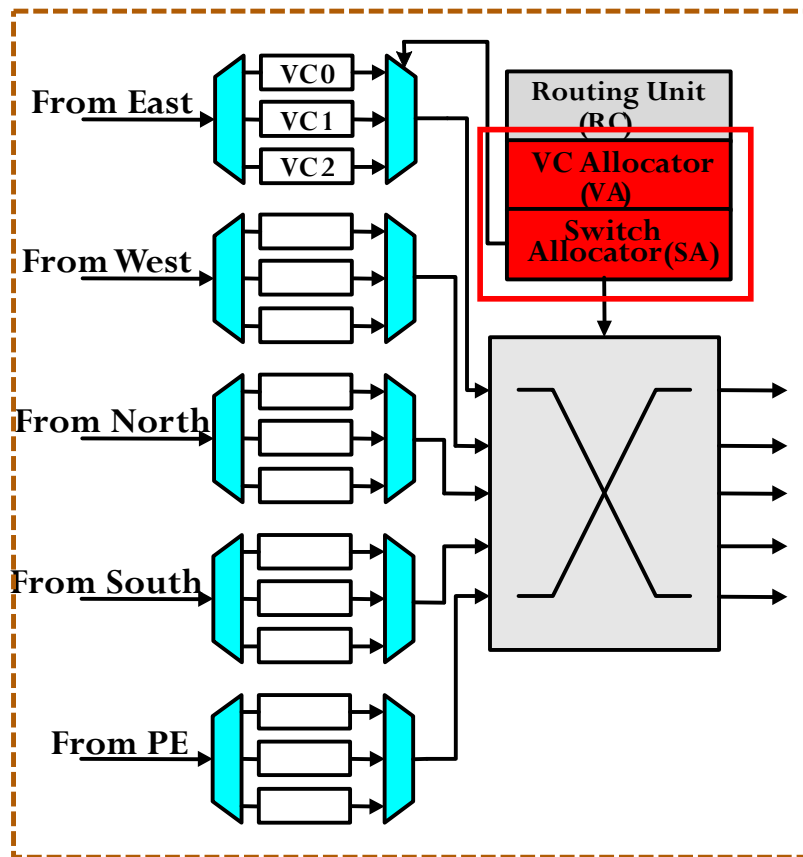 From East
VC0
VC1
VC2
Routing Unit
(RC)
VC Allocator
(VA)
Switch
Allocator(SA)
From West
From North
From South
From PE